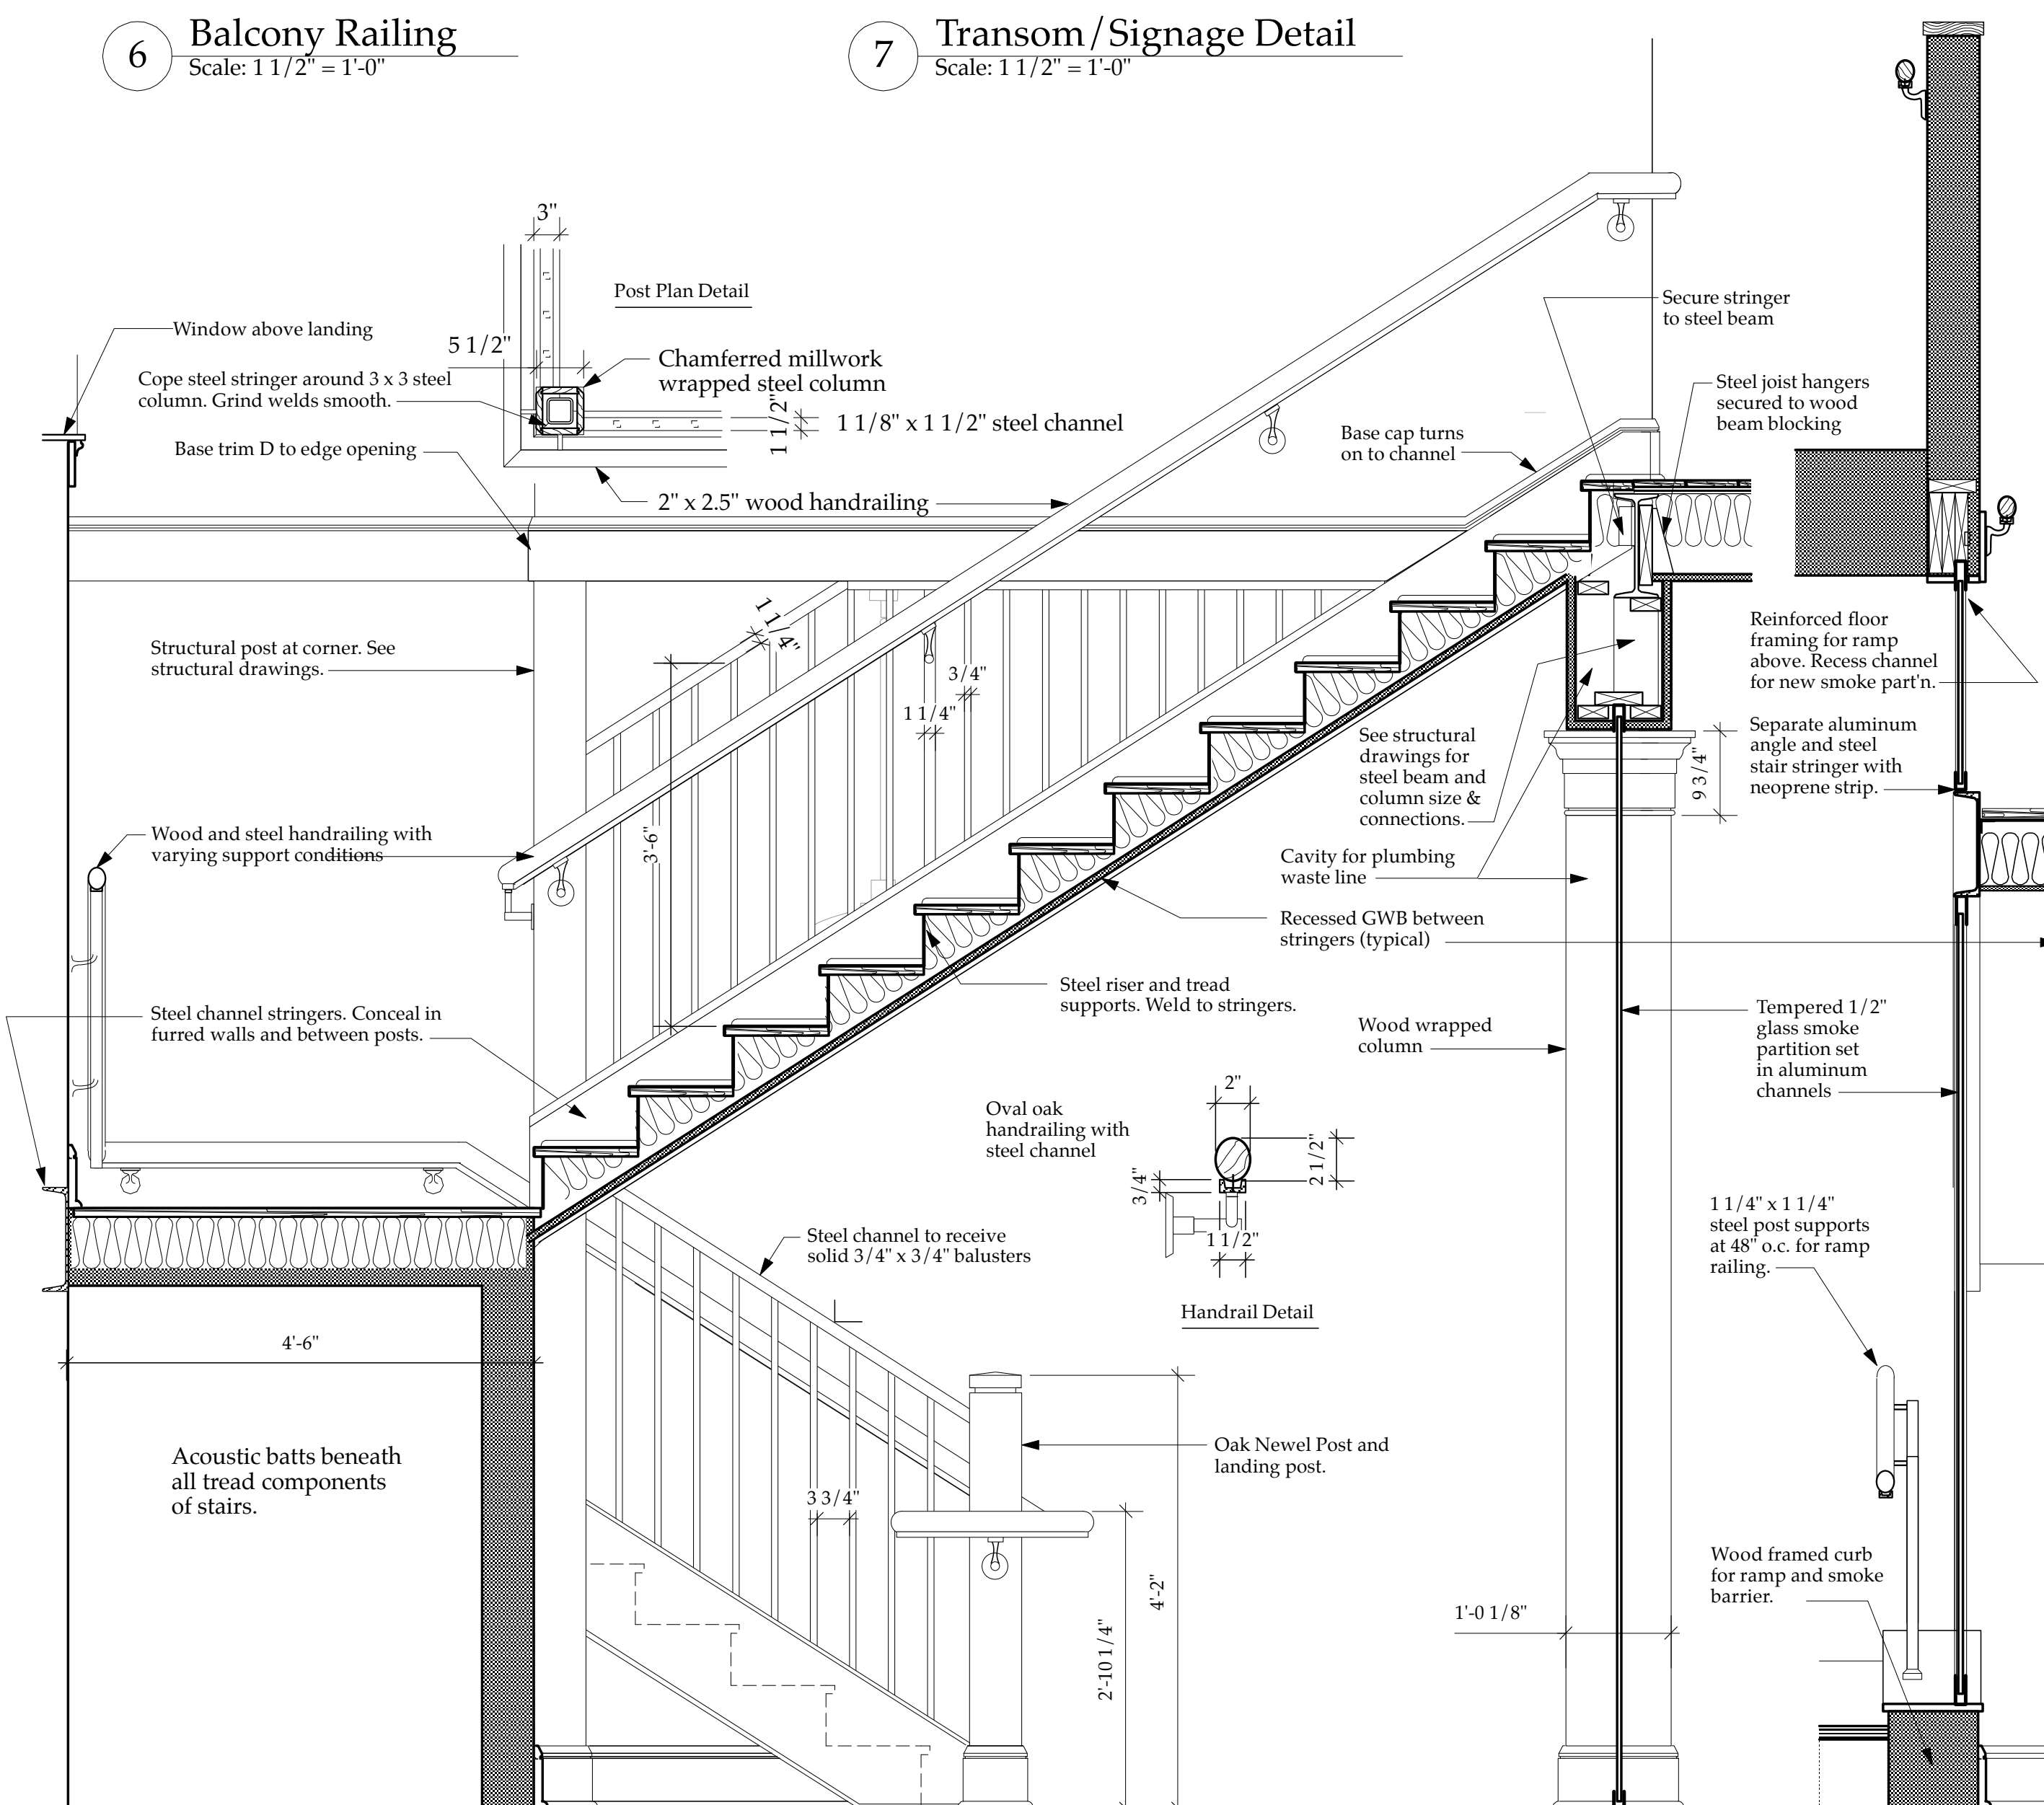 6
Balcony Railing
Scale: 1 1/2" = 1'-0"
7
Transom/Signage Detail
Scale: 1 1/2" = 1'-0"
3"
Post Plan Detail
5 1/2"
Chamferred millwork
wrapped steel column
1 1/2"
1 1/8" x 1 1/2" steel channel
2" x 2.5" wood handrailing
Window above landing
Cope steel stringer around 3 x 3 steel
column. Grind welds smooth.
Base trim D to edge opening
Structural post at corner. See
structural drawings.
Wood and steel handrailing with
varying support conditions
Steel channel stringers. Conceal in
furred walls and between posts.
4'-6"
Acoustic batts beneath
all tread components
of stairs.
1 1/4"
3'-6"
3/4"
1 1/4"
Secure stringer
to steel beam
Steel joist hangers
secured to wood
beam blocking
Base cap turns
on to channel
Reinforced floor
framing for ramp
above. Recess channel
for new smoke part'n.
Separate aluminum
angle and steel
stair stringer with
neoprene strip.
9 3/4"
See structural
drawings for
steel beam and
column size &
connections.
Cavity for plumbing
waste line
Recessed GWB between
stringers (typical)
Steel riser and tread
supports. Weld to stringers.
Wood wrapped
column
Tempered 1/2"
glass smoke
partition set
in aluminum
channels
Oval oak
handrailing with
steel channel
2"
2 1/2"
3/4"
1 1/2"
Handrail Detail
Steel channel to receive
solid 3/4" x 3/4" balusters
1 1/4" x 1 1/4"
steel post supports
at 48" o.c. for ramp
railing.
Oak Newel Post and
landing post.
3 3/4"
4'-2"
2'-10 1/4"
1'-0 1/8"
Wood framed curb
for ramp and smoke
barrier.